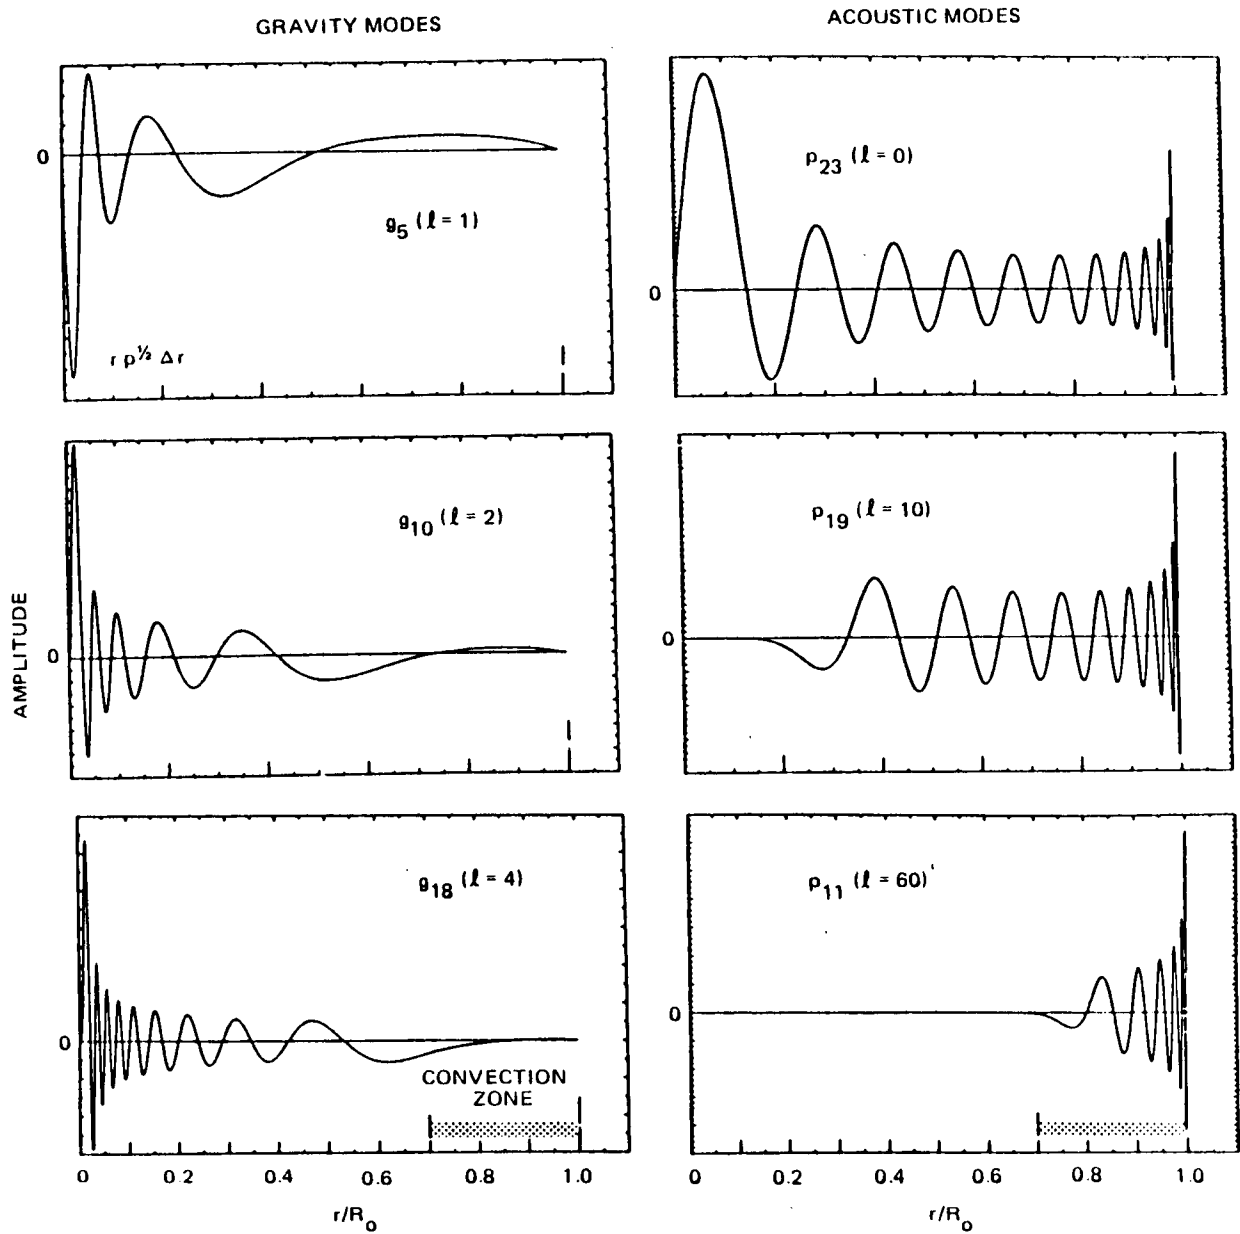 GRAVITY MODES
ACOUSTIC MODES
0
g5 (ℓ = 1)
r p½ Δr
p23 (ℓ = 0)
0
AMPLITUDE
0
g10 (ℓ = 2)
p19 (ℓ = 10)
0
0
g18 (ℓ = 4)
CONVECTION
ZONE
0 0.2 0.4 0.6 0.8 1.0
r/Ro
p11 (ℓ = 60)
0
0 0.2 0.4 0.6 0.8 1.0
r/Ro